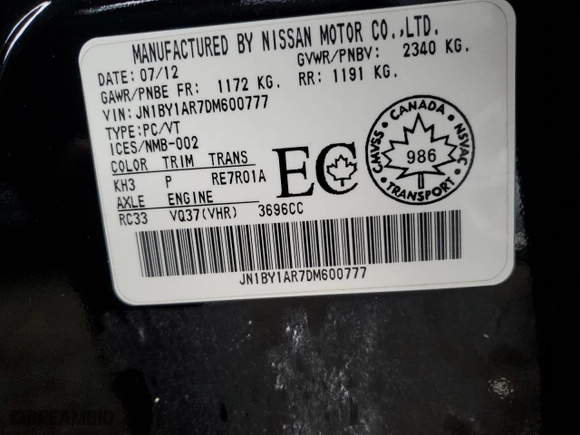 MANUFACTURED BY NISSAN MOTOR CO.,LTD.
DATE: 07/12 GVWR/PNBV: 2340 KG.
GAWR/PNBE FR: 1172 KG. RR: 1191 KG.
VIN: JN1BY1AR7DM600777
TYPE:PC/VT
ICES/NMB-002
COLOR TRIM TRANS
KH3 P RE7R01A
AXLE ENGINE
RC33 VQ37(VHR) 3696CC
EC
CANADA
CMVSS NSVAC
986
TRANSPORT
JN1BY1AR7DM600777
DREAMBID